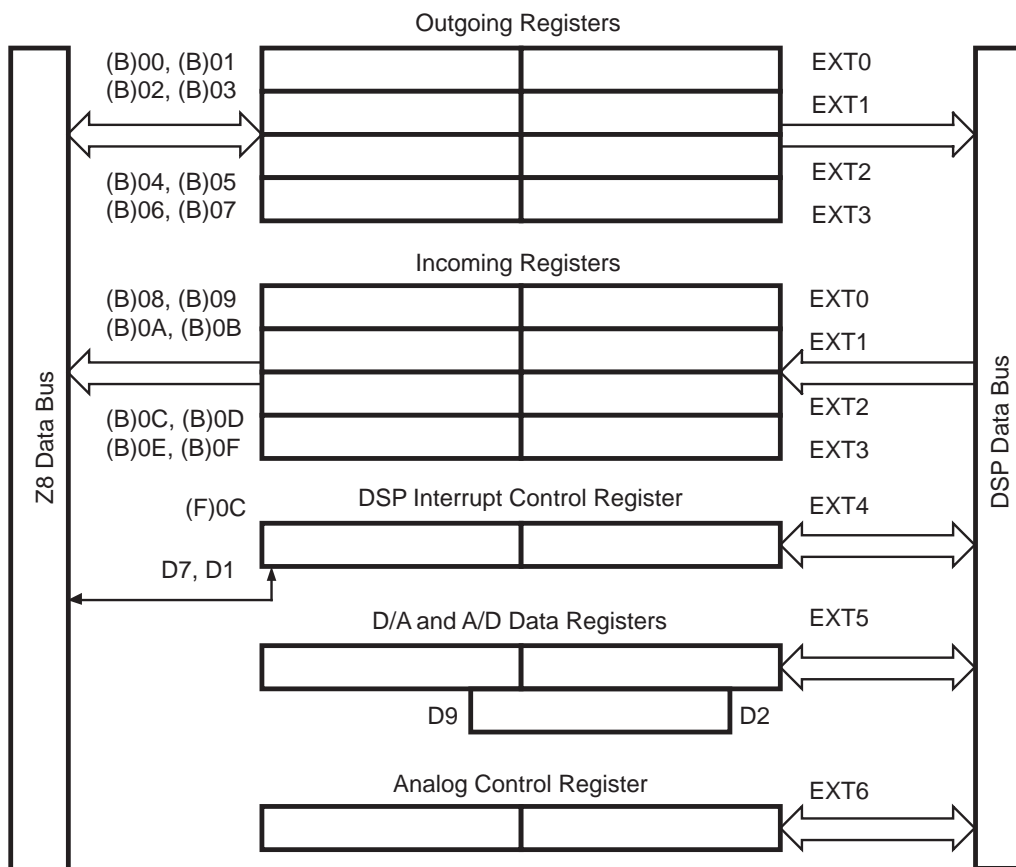 Outgoing Registers
(B)00, (B)01
(B)02, (B)03
(B)04, (B)05
(B)06, (B)07
EXT0
EXT1
EXT2
EXT3
Incoming Registers
(B)08, (B)09
(B)0A, (B)0B
(B)0C, (B)0D
(B)0E, (B)0F
EXT0
EXT1
EXT2
EXT3
Z8 Data Bus
DSP Data Bus
DSP Interrupt Control Register
(F)0C
EXT4
D7, D1
D/A and A/D Data Registers
EXT5
D9
D2
Analog Control Register
EXT6